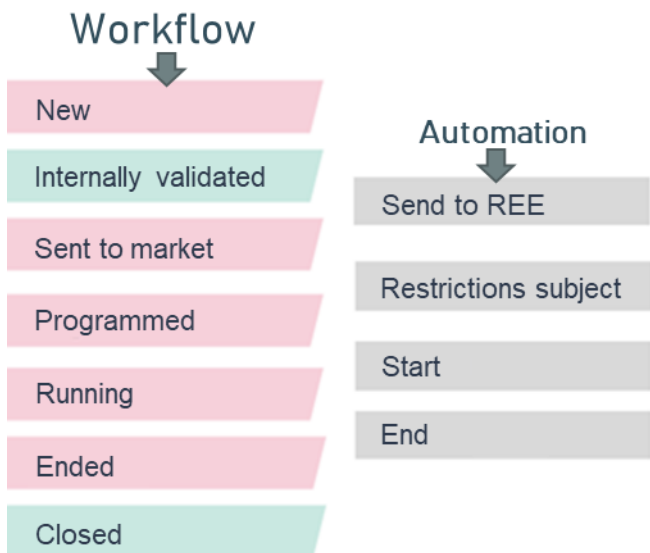 Workflow
New
Internally validated
Sent to market
Programmed
Running
Ended
Closed
Automation
Send to REE
Restrictions subject
Start
End